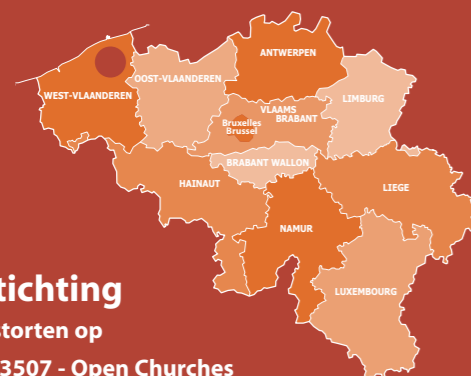 ANTWERPEN
OOST-VLAANDEREN
WEST-VLAANDEREN
LIMBURG
VLAAMS
BRABANT
Bruxelles
Brussel
BRABANT WALLON
HAINAUT
LIEGE
NAMUR
LUXEMBOURG
tichting
storten op
3507 - Open Churches